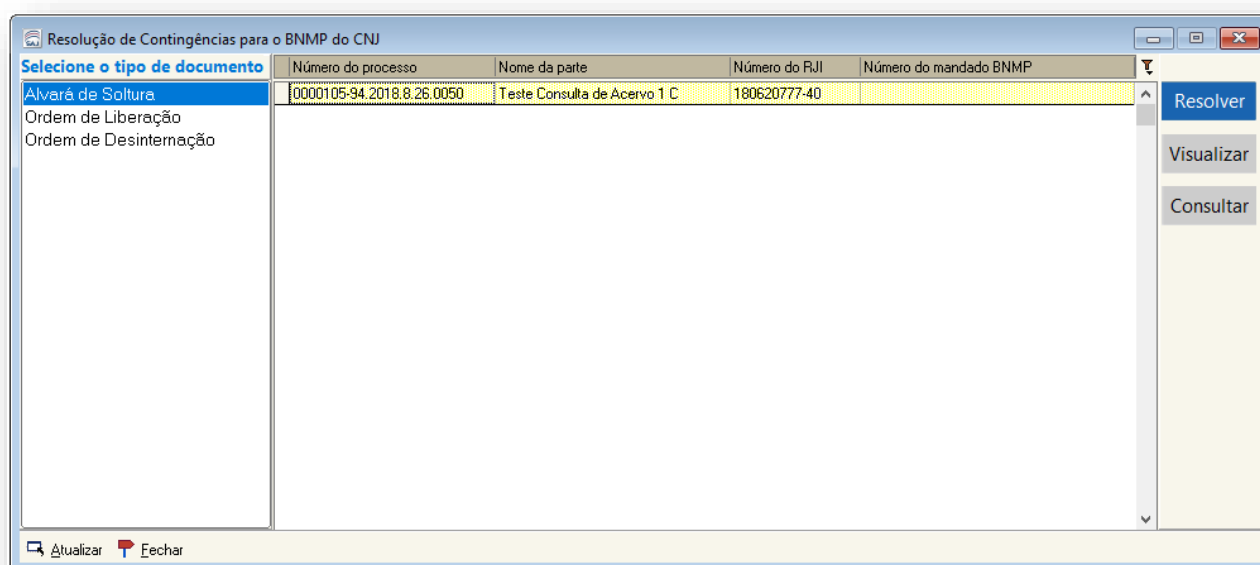 Resolução de Contingências para o BNMP do CNJ
Selecione o tipo de documento
Número do processo Nome da parte Número do RJI Número do mandado BNMP
Alvará de Soltura
Ordem de Liberação
Ordem de Desinternação
0000105-94.2018.8.26.0050 Teste Consulta de Acervo 1 C 180620777-40
Resolver
Visualizar
Consultar
Atualizar Fechar